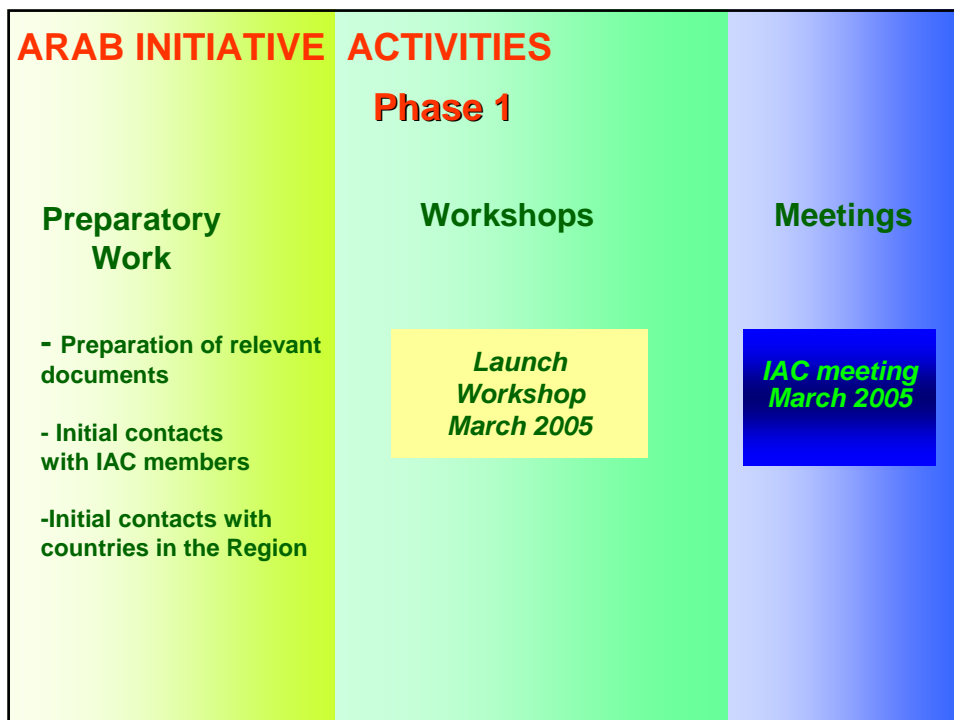 ARAB INITIATIVE ACTIVITIES
Phase 1
Preparatory
Work
- Preparation of relevant
documents
- Initial contacts
with IAC members
-Initial contacts with
countries in the Region
Workshops
Launch
Workshop
March 2005
Meetings
IAC meeting
March 2005